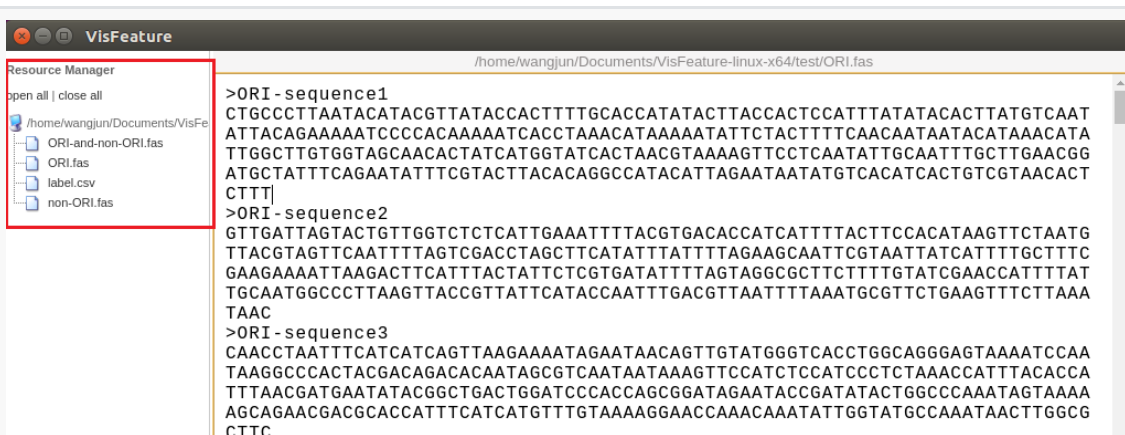 VisFeature
Resource Manager
open all | close all
/home/wangjun/Documents/VisFe
ORI-and-non-ORI.fas
ORI.fas
label.csv
non-ORI.fas
/home/wangjun/Documents/VisFeature-linux-x64/test/ORI.fas
>ORI-sequence1
CTGCCCTTAATACATACGTTATACCACTTTTGCACCATATACTTACCACTCCATTTATATACACTTATGTCAAT
ATTACAGAAAAATCCCCACAAAAATCACCTAAACATAAAAATATTCTACTTTTCAACAATAATACATAAACATA
TTGGCTTGTGGTAGCAACACTATCATGGTATCACTAACGTAAAAGTTCCTCAATATTGCAATTTGCTTGAACGG
ATGCTATTTCAGAATATTTCGTACTTACACAGGCCATACATTAGAATAATATGTCACATCACTGTCGTAACACT
CTTT
>ORI-sequence2
GTTGATTAGTACTGTTGGTCTCTCATTGAAATTTTACGTGACACCATCATTTTACTTCCACATAAGTTCTAATG
TTACGTAGTTCAATTTTAGTCGACCTAGCTTCATATTTATTTTAGAAGCAATTCGTAATTATCATTTTGCTTTC
GAAGAAAATTAAGACTTCATTTACTATTCTCGTGATATTTTAGTAGGCGCTTCTTTTGTATCGAACCATTTTAT
TGCAATGGCCCTTAAGTTACCGTTATTCATACCAATTTGACGTTAATTTTAAATGCGTTCTGAAGTTTCTTAAA
TAAC
>ORI-sequence3
CAACCTAATTTCATCATCAGTTAAGAAAATAGAATAACAGTTGTATGGGTCACCTGGCAGGGAGTAAAATCCAA
TAAGGCCCACTACGACAGACACAATAGCGTCAATAATAAAGTTCCATCTCCATCCCTCTAAACCATTTACACCA
TTTAACGATGAATATACGGCTGACTGGATCCCACCAGCGGATAGAATACCGATATACTGGCCCAAATAGTAAAA
AGCAGAACGACGCACCATTTCATCATGTTTGTAAAAGGAACCAAACAAATATTGGTATGCCAAATAACTTGGCG
CTTC